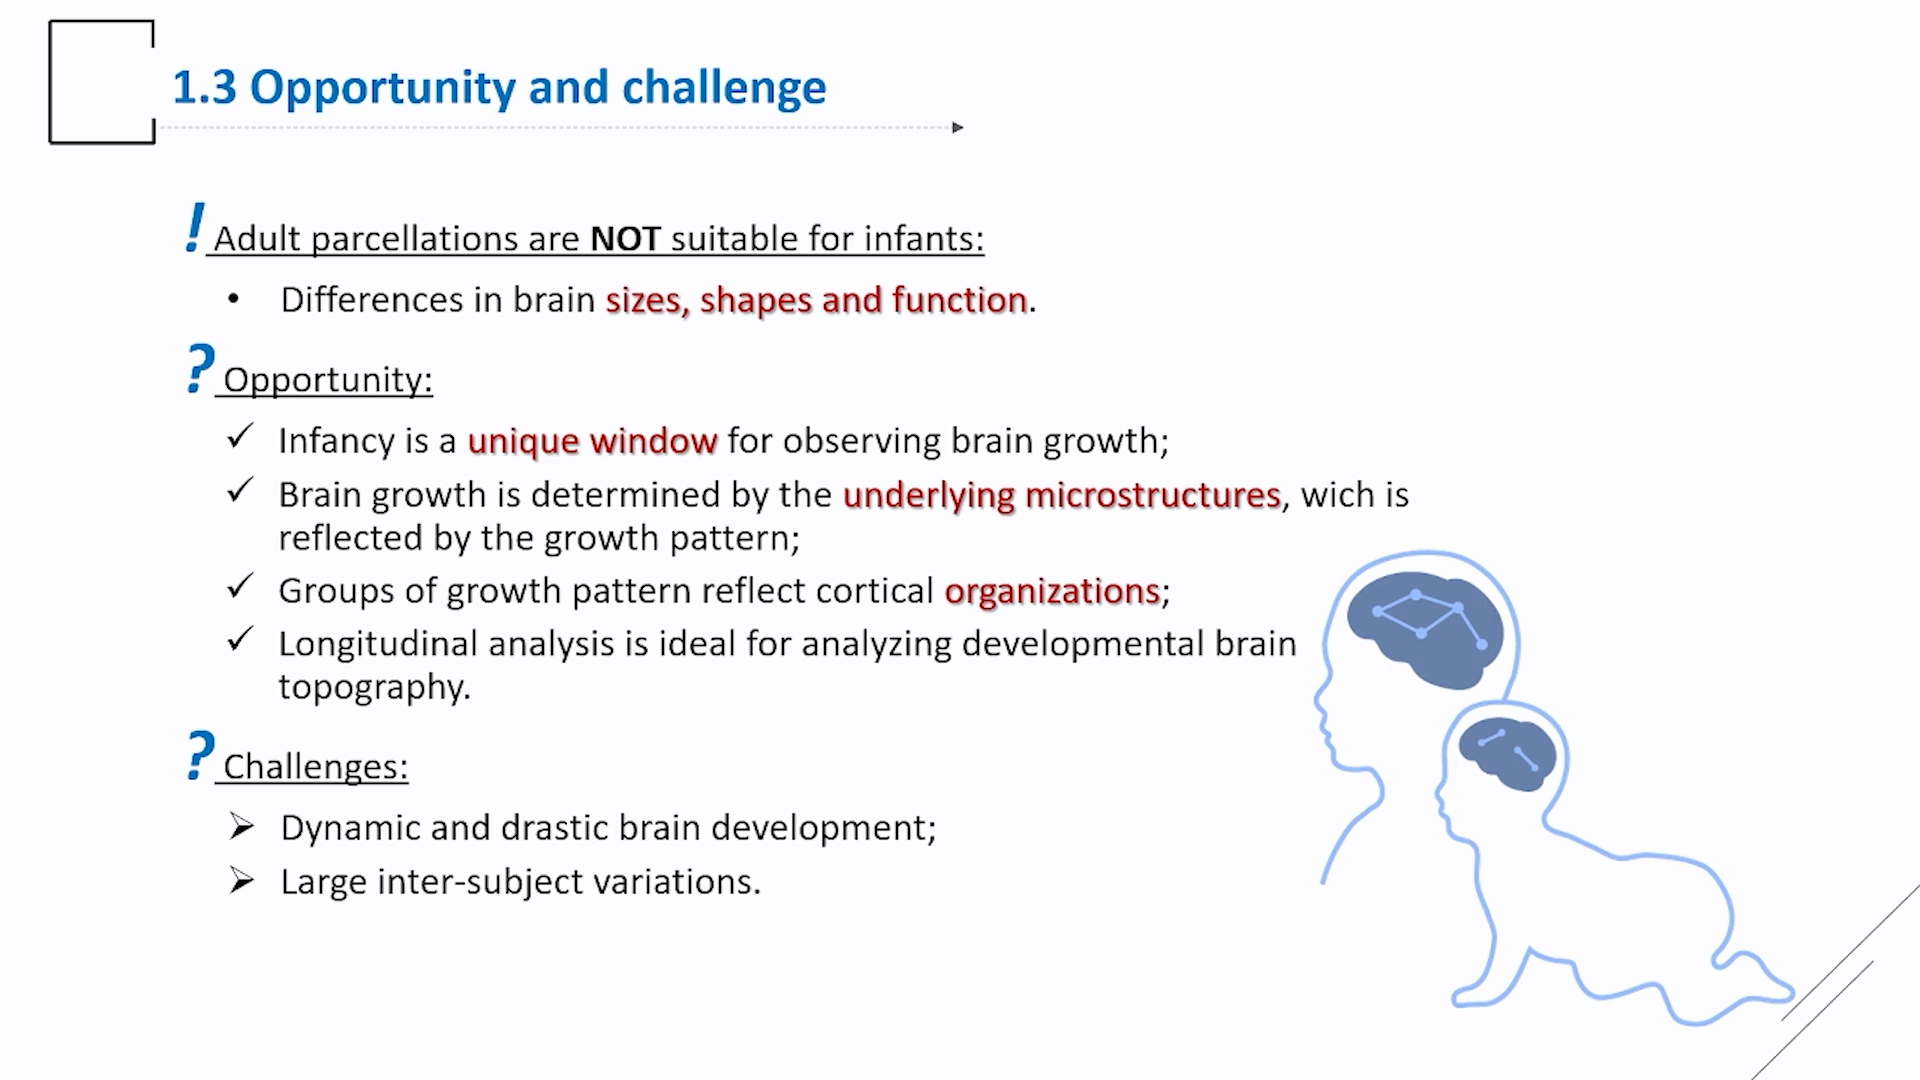 1.3 Opportunity and challenge
! Adult parcellations are NOT suitable for infants:
• Differences in brain sizes, shapes and function.
? Opportunity:
✓ Infancy is a unique window for observing brain growth;
✓ Brain growth is determined by the underlying microstructures, wich is
reflected by the growth pattern;
✓ Groups of growth pattern reflect cortical organizations;
✓ Longitudinal analysis is ideal for analyzing developmental brain
topography.
? Challenges:
➢ Dynamic and drastic brain development;
➢ Large inter-subject variations.